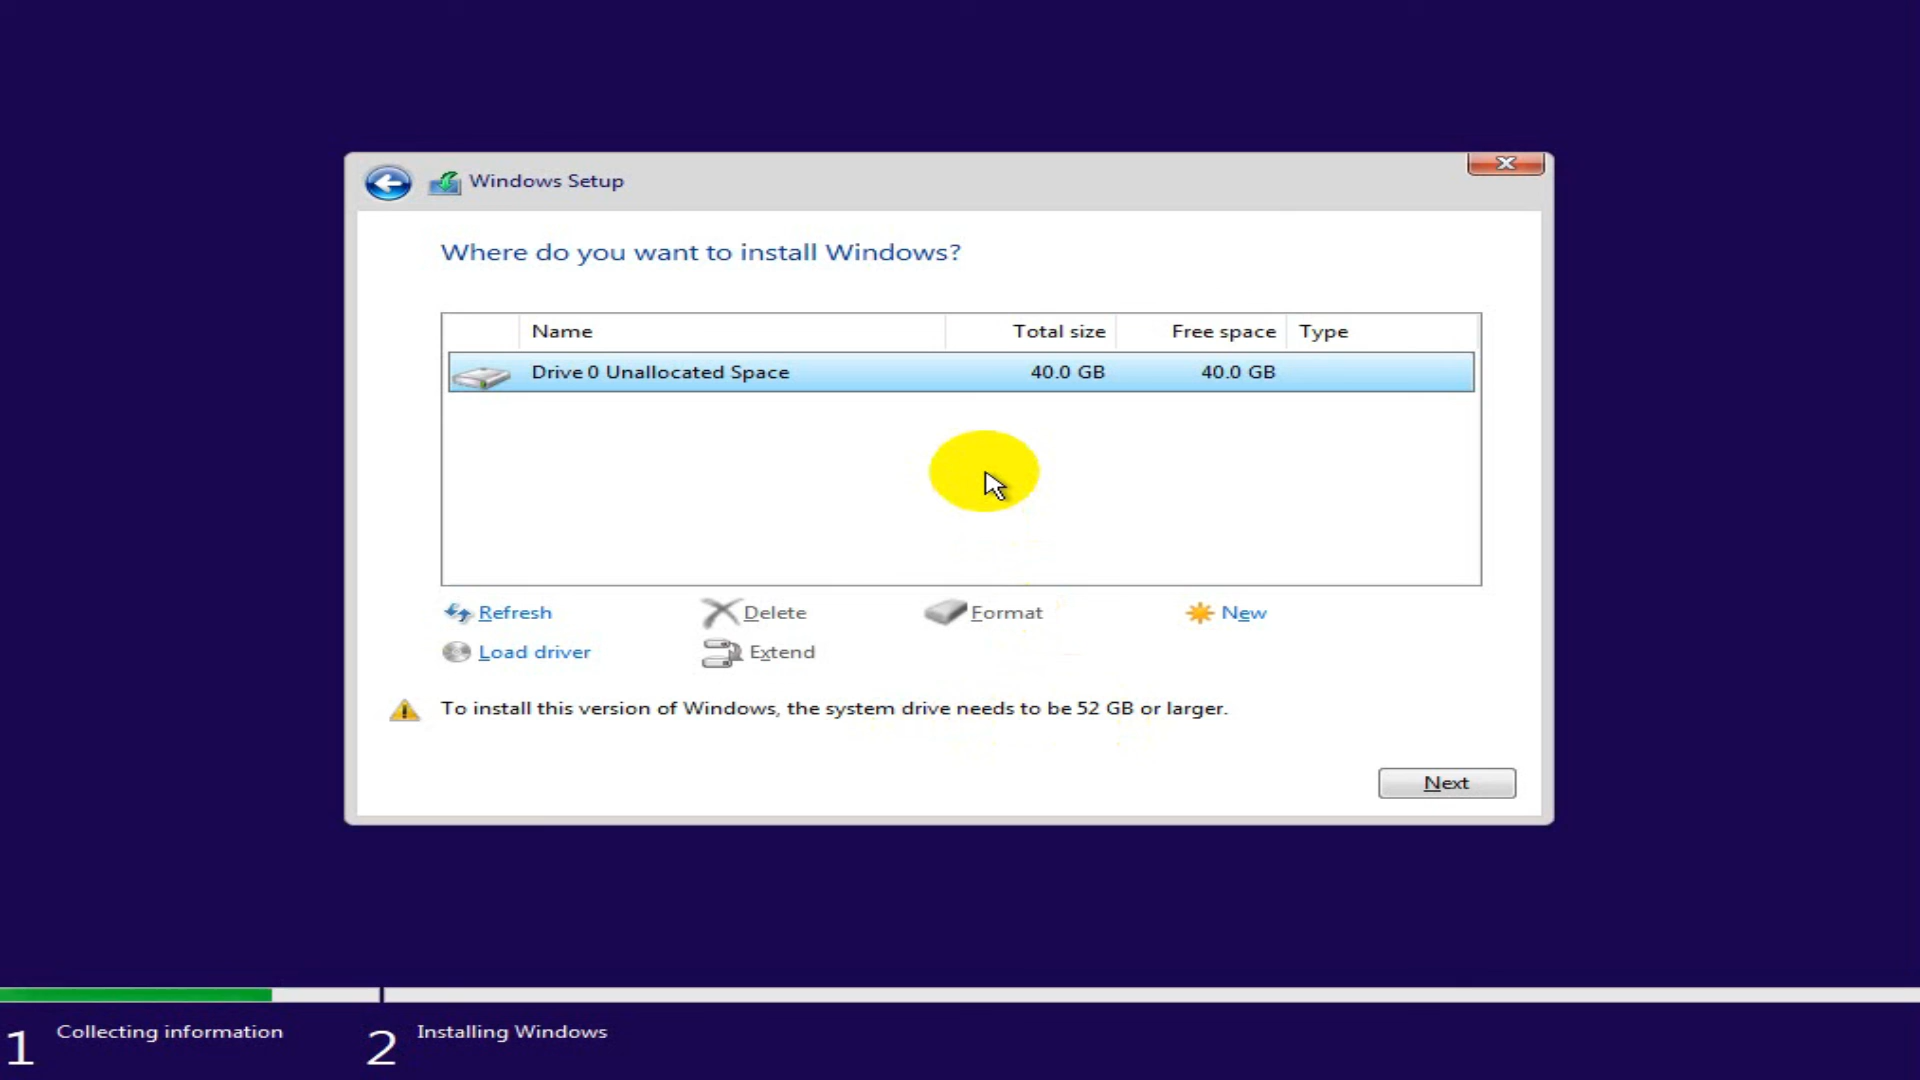 Windows Setup
Where do you want to install Windows?
Name Total size Free space Type
Drive 0 Unallocated Space 40.0 GB 40.0 GB
Refresh Delete Format New
Load driver Extend
To install this version of Windows, the system drive needs to be 52 GB or larger.
Next
1 Collecting information 2 Installing Windows